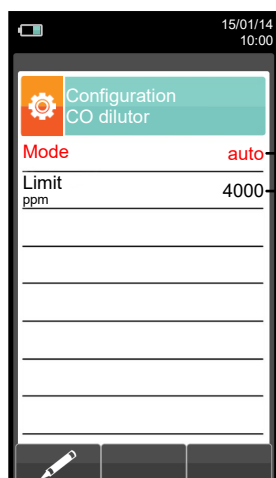 15/01/14
10:00
Configuration
CO dilutor
Mode auto
Limit 4000
ppm